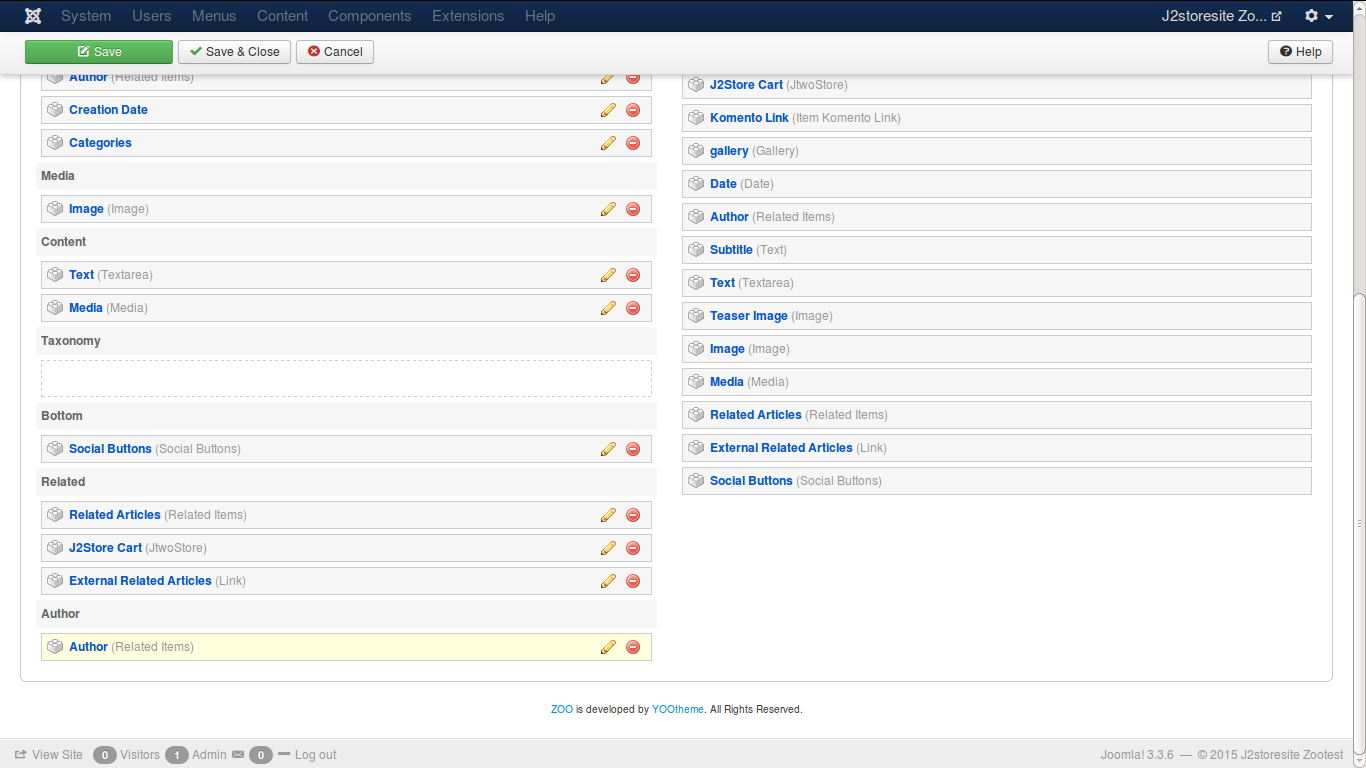 System Users Menus Content Components Extensions Help J2storesite Zo...
Save Save & Close Cancel Help
Author (Related Items)
Creation Date
Categories
Media
Image (Image)
Content
Text (Textarea)
Media (Media)
Taxonomy
Bottom
Social Buttons (Social Buttons)
Related
Related Articles (Related Items)
J2Store Cart (JtwoStore)
External Related Articles (Link)
Author
Author (Related Items)
J2Store Cart (JtwoStore)
Komento Link (Item Komento Link)
gallery (Gallery)
Date (Date)
Author (Related Items)
Subtitle (Text)
Text (Textarea)
Teaser Image (Image)
Image (Image)
Media (Media)
Related Articles (Related Items)
External Related Articles (Link)
Social Buttons (Social Buttons)
ZOO is developed by YOOtheme. All Rights Reserved.
View Site 0 Visitors 1 Admin 0 Log out Joomla! 3.3.6 — © 2015 J2storesite Zootest